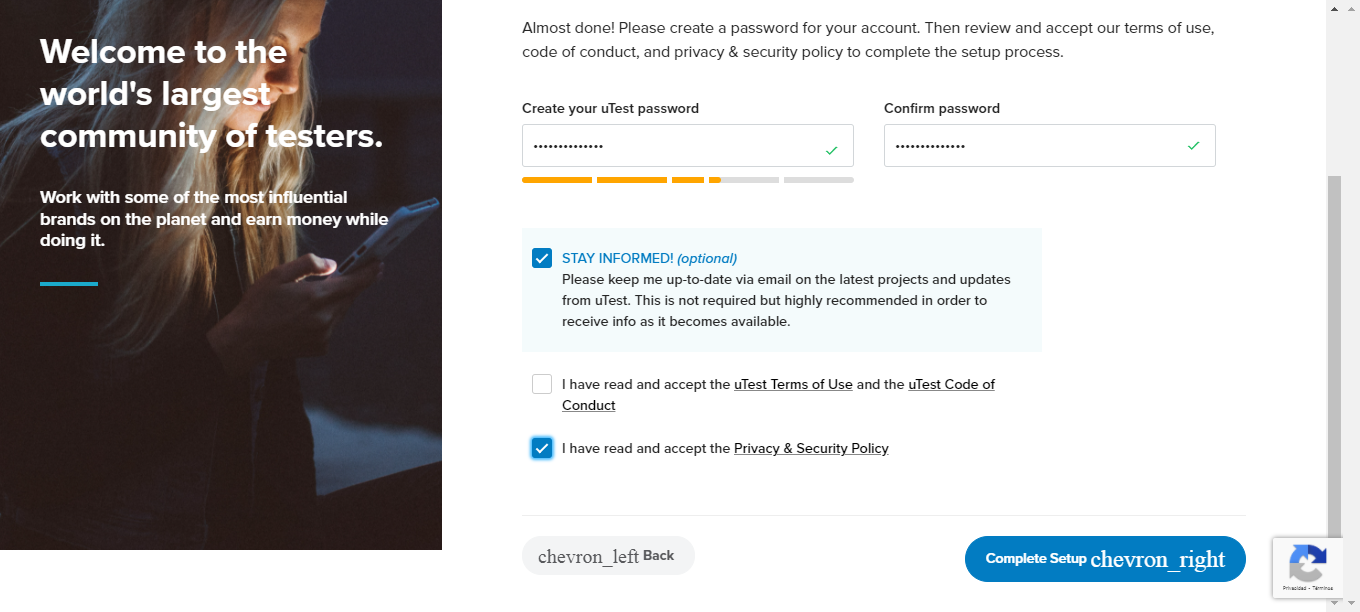 Welcome to the
world's largest
community of testers.
Work with some of the most influential
brands on the planet and earn money while
doing it.
Almost done! Please create a password for your account. Then review and accept our terms of use,
code of conduct, and privacy & security policy to complete the setup process.
Create your uTest password
Confirm password
••••••••••••••
••••••••••••••
STAY INFORMED! (optional)
Please keep me up-to-date via email on the latest projects and updates
from uTest. This is not required but highly recommended in order to
receive info as it becomes available.
I have read and accept the uTest Terms of Use and the uTest Code of
Conduct
I have read and accept the Privacy & Security Policy
chevron_left Back
Complete Setup chevron_right
Privacidad - Términos